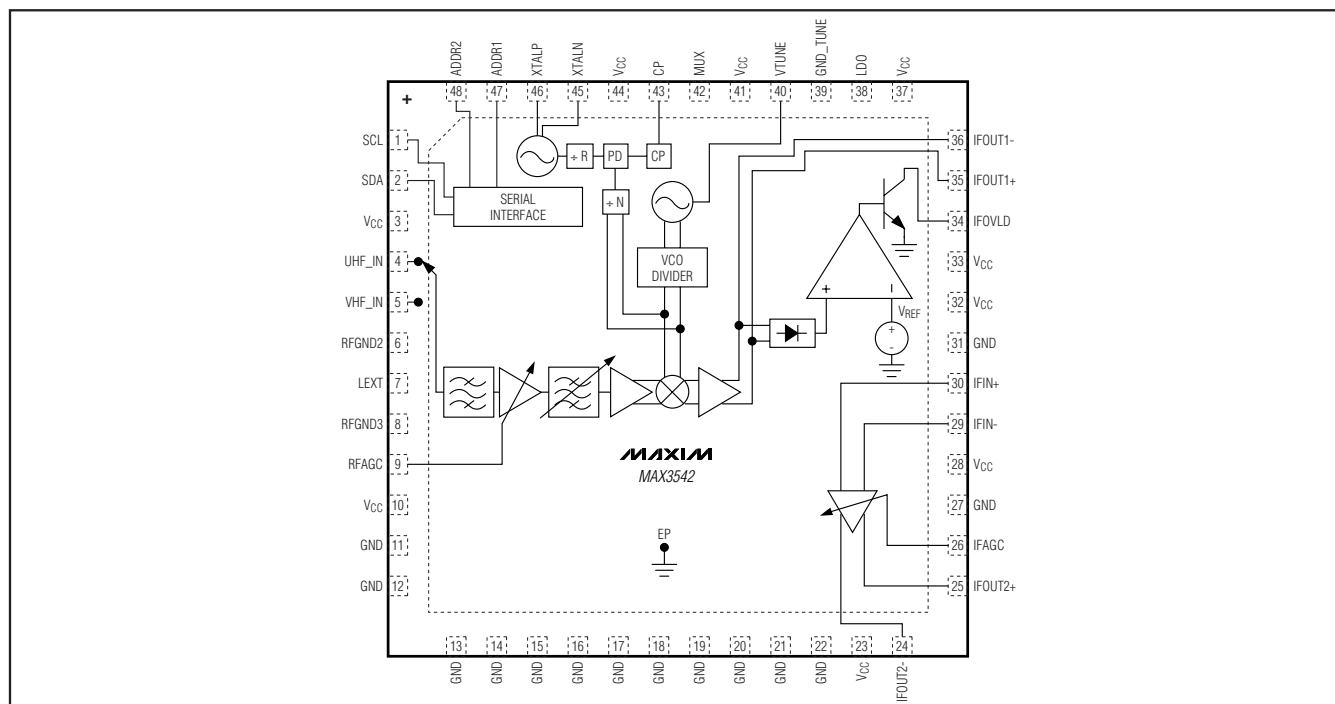 ADDR2
ADDR1
XTALP
XTALN
VCC
CP
MUX
VCC
VTUNE
GND_TUNE
LDO
VCC
48
47
46
45
44
43
42
41
40
39
38
37
+
SCL 1
SDA 2
VCC 3
UHF_IN 4
VHF_IN 5
RFGND2 6
LEXT 7
RFGND3 8
RFAGC 9
VCC 10
GND 11
GND 12
÷ R
PD
CP
÷ N
SERIAL
INTERFACE
VCO
DIVIDER
+
−
VREF
+
-
MAXIM
MAX3542
EP
36 IFOUT1-
35 IFOUT1+
34 IFOVLD
33 VCC
32 VCC
31 GND
30 IFIN+
29 IFIN-
28 VCC
27 GND
26 IFAGC
25 IFOUT2+
13
14
15
16
17
18
19
20
21
22
23
24
GND
GND
GND
GND
GND
GND
GND
GND
GND
GND
VCC
IFOUT2-